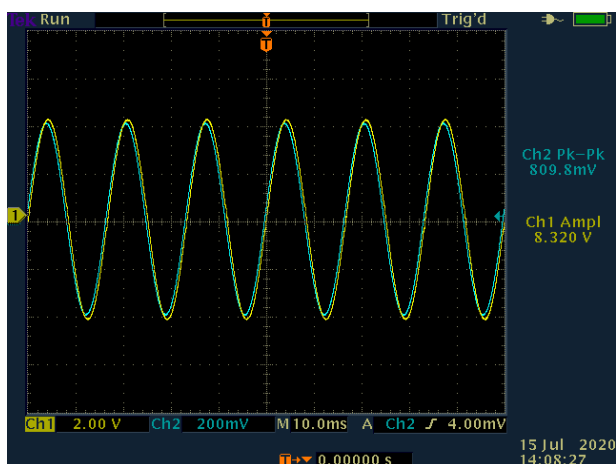 Tek Run Trig'd
T
T
Ch2 Pk-Pk
809.8mV
1
Ch1 Ampl
8.320 V
Ch1 2.00 V Ch2 200mV M 10.0ms A Ch2 4.00mV
15 Jul 2020
T 0.00000 s 14:08:27